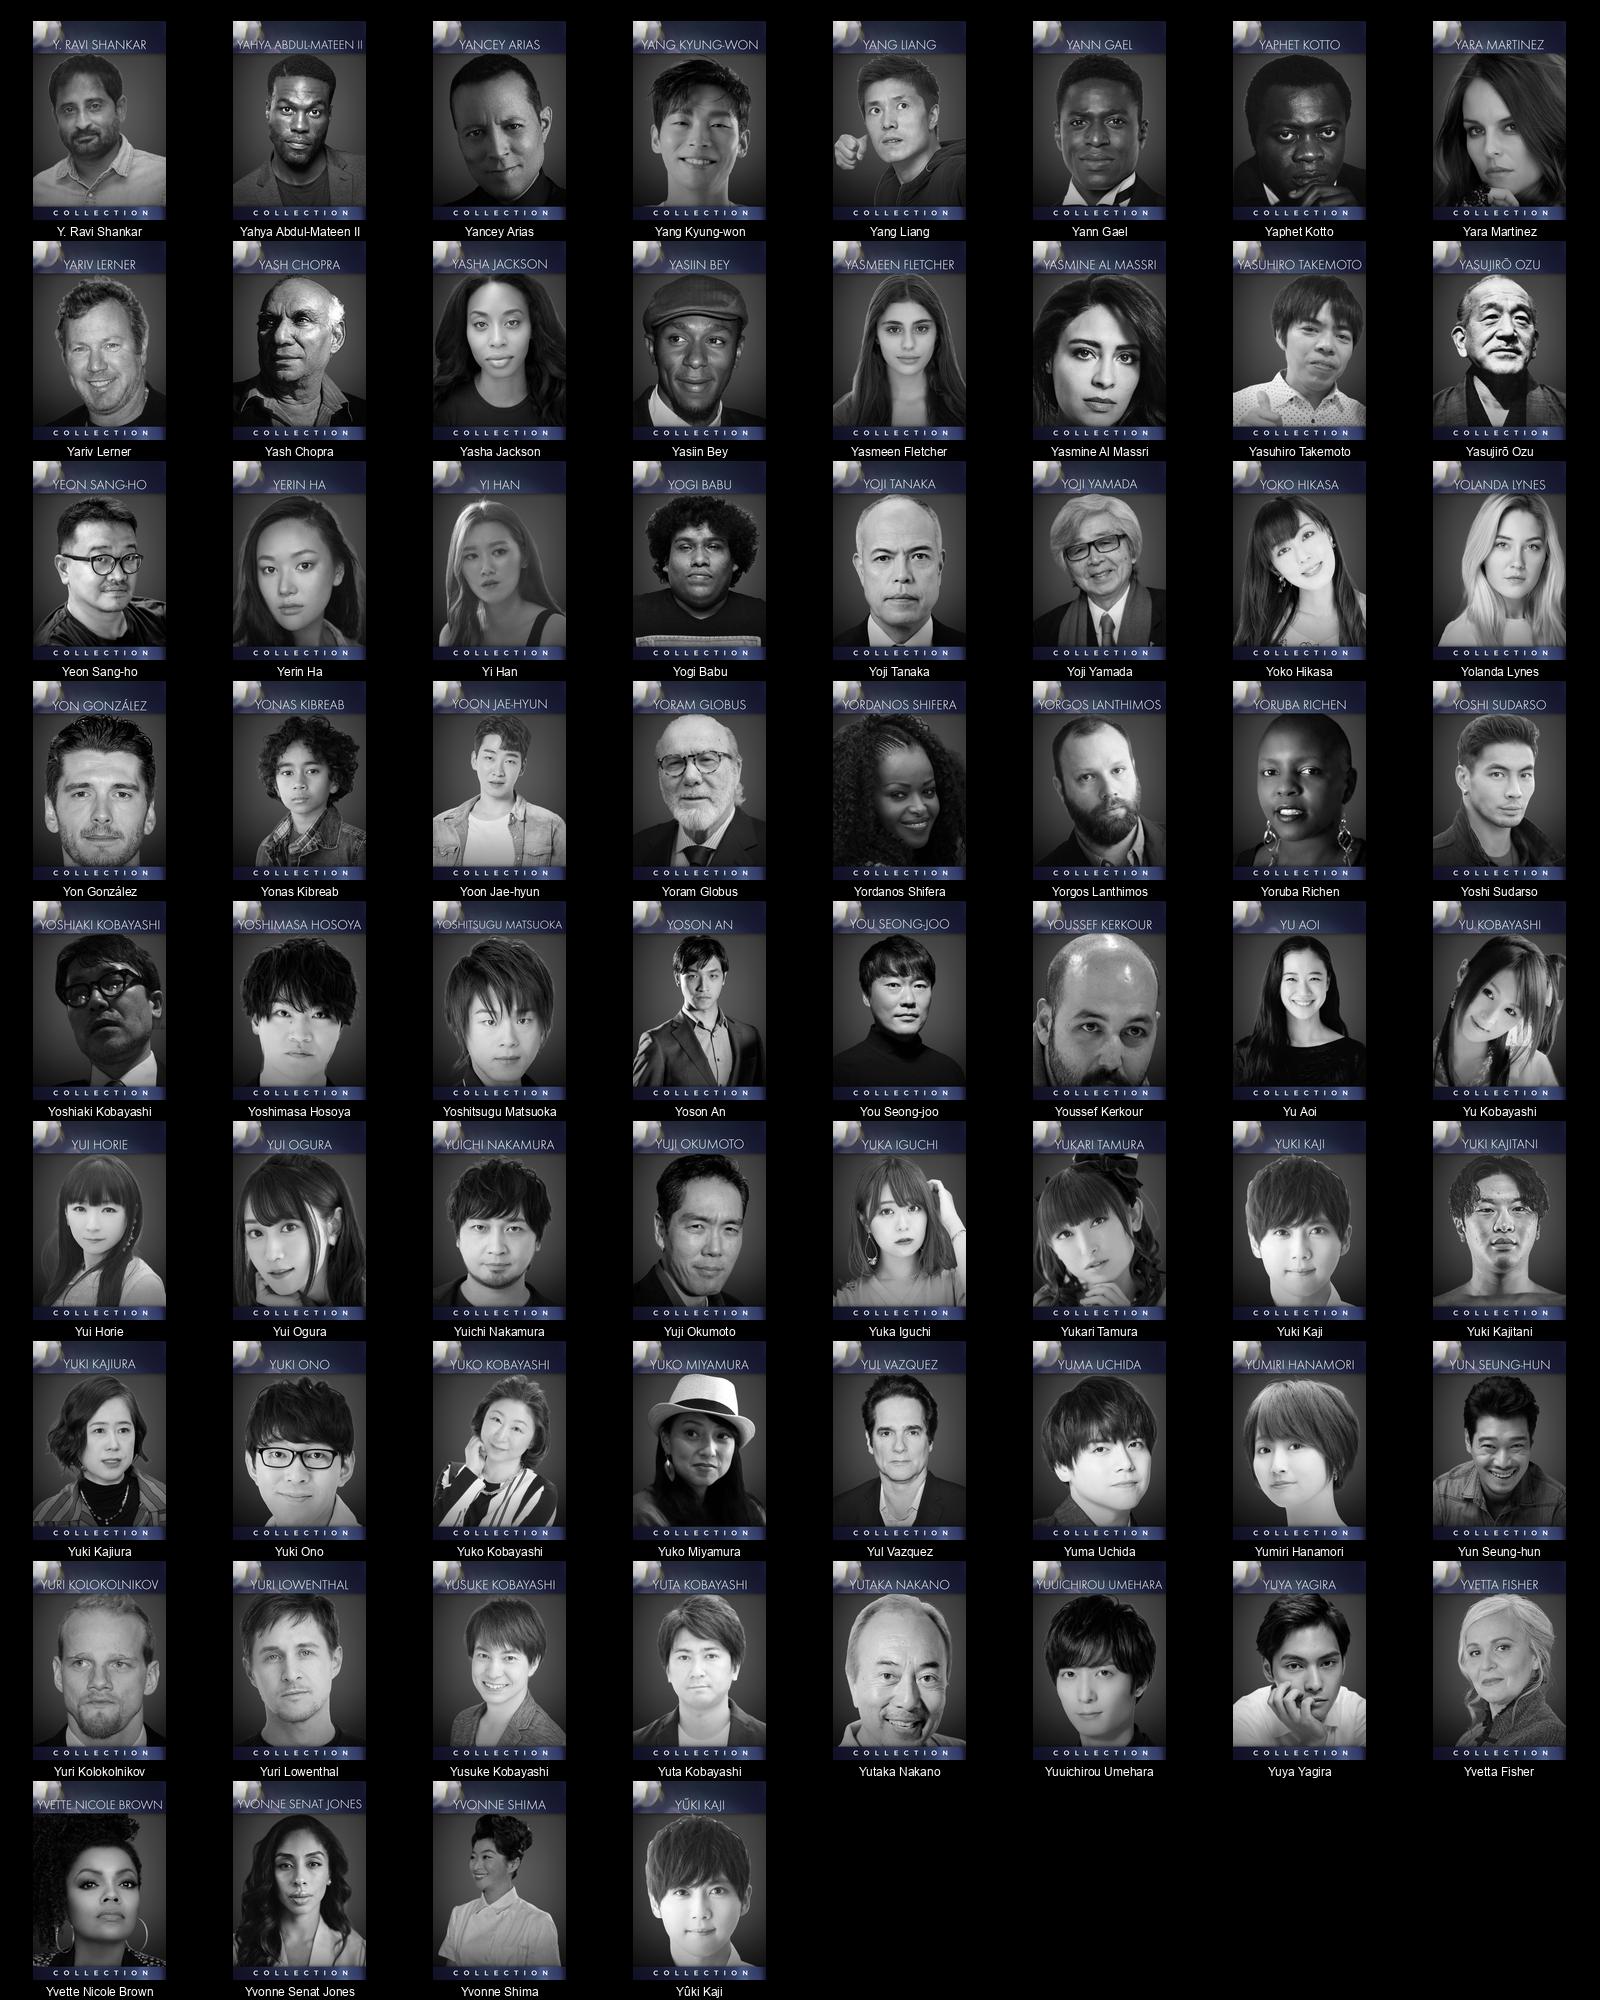 Y. RAVI SHANKAR YAHYA ABDUL-MATEEN II YANCEY ARIAS YANG KYUNG-WON YANG LIANG YANN GAEL YAPHET KOTTO YARA MARTINEZ
COLLECTION COLLECTION COLLECTION COLLECTION COLLECTION COLLECTION COLLECTION COLLECTION
Y. Ravi Shankar Yahya Abdul-Mateen II Yancey Arias Yang Kyung-won Yang Liang Yann Gael Yaphet Kotto Yara Martinez
YARIV LERNER YASH CHOPRA YASHA JACKSON YASIIN BEY YASMEEN FLETCHER YASMINE AL MASSRI YASUHIRO TAKEMOTO YASUJIRŌ OZU
COLLECTION COLLECTION COLLECTION COLLECTION COLLECTION COLLECTION COLLECTION COLLECTION
Yariv Lerner Yash Chopra Yasha Jackson Yasiin Bey Yasmeen Fletcher Yasmine Al Massri Yasuhiro Takemoto Yasujirō Ozu
YEON SANG-HO YERIN HA YI HAN YOGI BABU YOJI TANAKA YOJI YAMADA YOKO HIKASA YOLANDA LYNES
COLLECTION COLLECTION COLLECTION COLLECTION COLLECTION COLLECTION COLLECTION COLLECTION
Yeon Sang-ho Yerin Ha Yi Han Yogi Babu Yoji Tanaka Yoji Yamada Yoko Hikasa Yolanda Lynes
YON GONZÁLEZ YONAS KIBREAB YOON JAE-HYUN YORAM GLOBUS YORDANOS SHIFERA YORGOS LANTHIMOS YORUBA RICHEN YOSHI SUDARSO
COLLECTION COLLECTION COLLECTION COLLECTION COLLECTION COLLECTION COLLECTION COLLECTION
Yon González Yonas Kibreab Yoon Jae-hyun Yoram Globus Yordanos Shifera Yorgos Lanthimos Yoruba Richen Yoshi Sudarso
YOSHIAKI KOBAYASHI YOSHIMASA HOSOYA YOSHITSUGU MATSUOKA YOSON AN YOU SEONG-JOO YOUSSEF KERKOUR YU AOI YU KOBAYASHI
COLLECTION COLLECTION COLLECTION COLLECTION COLLECTION COLLECTION COLLECTION COLLECTION
Yoshiaki Kobayashi Yoshimasa Hosoya Yoshitsugu Matsuoka Yoson An You Seong-joo Youssef Kerkour Yu Aoi Yu Kobayashi
YUI HORIE YUI OGURA YUICHI NAKAMURA YUJI OKUMOTO YUKA IGUCHI YUKARI TAMURA YUKI KAJI YUKI KAJITANI
COLLECTION COLLECTION COLLECTION COLLECTION COLLECTION COLLECTION COLLECTION COLLECTION
Yui Horie Yui Ogura Yuichi Nakamura Yuji Okumoto Yuka Iguchi Yukari Tamura Yuki Kaji Yuki Kajitani
YUKI KAJIURA YUKI ONO YUKO KOBAYASHI YUKO MIYAMURA YUL VAZQUEZ YUMA UCHIDA YUMIRI HANAMORI YUN SEUNG-HUN
COLLECTION COLLECTION COLLECTION COLLECTION COLLECTION COLLECTION COLLECTION COLLECTION
Yuki Kajiura Yuki Ono Yuko Kobayashi Yuko Miyamura Yul Vazquez Yuma Uchida Yumiri Hanamori Yun Seung-hun
YURI KOLOKOLNIKOV YURI LOWENTHAL YUSUKE KOBAYASHI YUTA KOBAYASHI YUTAKA NAKANO YUUICHIROU UMEHARA YUYA YAGIRA YVETTA FISHER
COLLECTION COLLECTION COLLECTION COLLECTION COLLECTION COLLECTION COLLECTION COLLECTION
Yuri Kolokolnikov Yuri Lowenthal Yusuke Kobayashi Yuta Kobayashi Yutaka Nakano Yuuichirou Umehara Yuya Yagira Yvetta Fisher
YVETTE NICOLE BROWN YVONNE SENAT JONES YVONNE SHIMA YŪKI KAJI
COLLECTION COLLECTION COLLECTION COLLECTION
Yvette Nicole Brown Yvonne Senat Jones Yvonne Shima Yûki Kaji